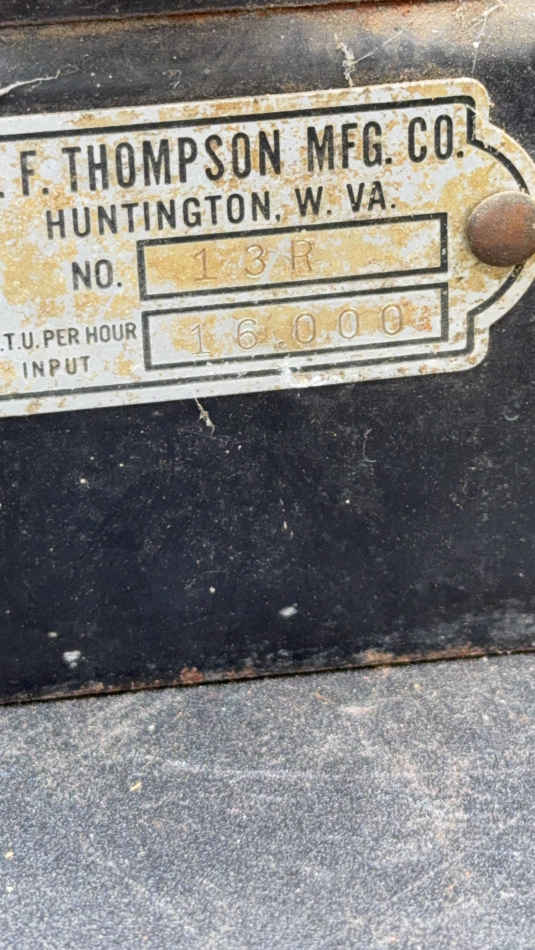 . F. THOMPSON MFG. CO.
HUNTINGTON, W. VA.
NO. 13R
.T.U. PER HOUR
INPUT
16.000